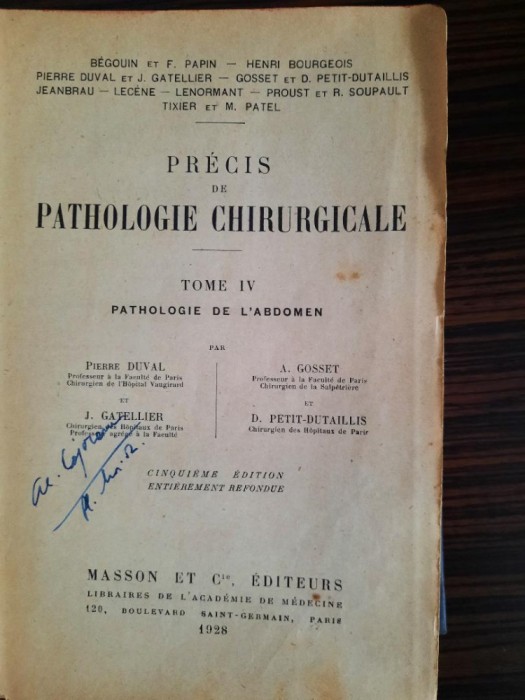 BÉGOUIN ET F. PAPIN — HENRI BOURGEOIS
PIERRE DUVAL ET J. GATELLIER — GOSSET ET D. PETIT-DUTAILLIS
JEANBRAU — LECÈNE — LENORMANT — PROUST ET R. SOUPAULT
TIXIER ET M. PATEL
PRÉCIS
DE
PATHOLOGIE CHIRURGICALE
TOME IV
PATHOLOGIE DE L'ABDOMEN
PAR
PIERRE DUVAL
Professeur à la Faculté de Paris
Chirurgien de l'Hôpital Vaugirard
ET
J. GATELLIER
Chirurgien des Hôpitaux de Paris
Professeur agrégé à la Faculté
A. GOSSET
Professeur à la Faculté de Paris
Chirurgien de la Salpêtrière
ET
D. PETIT-DUTAILLIS
Chirurgien des Hôpitaux de Paris
CINQUIÈME ÉDITION
ENTIÈREMENT REFONDUE
MASSON ET Cie, ÉDITEURS
LIBRAIRES DE L'ACADÉMIE DE MÉDECINE
120, BOULEVARD SAINT-GERMAIN, PARIS
1928